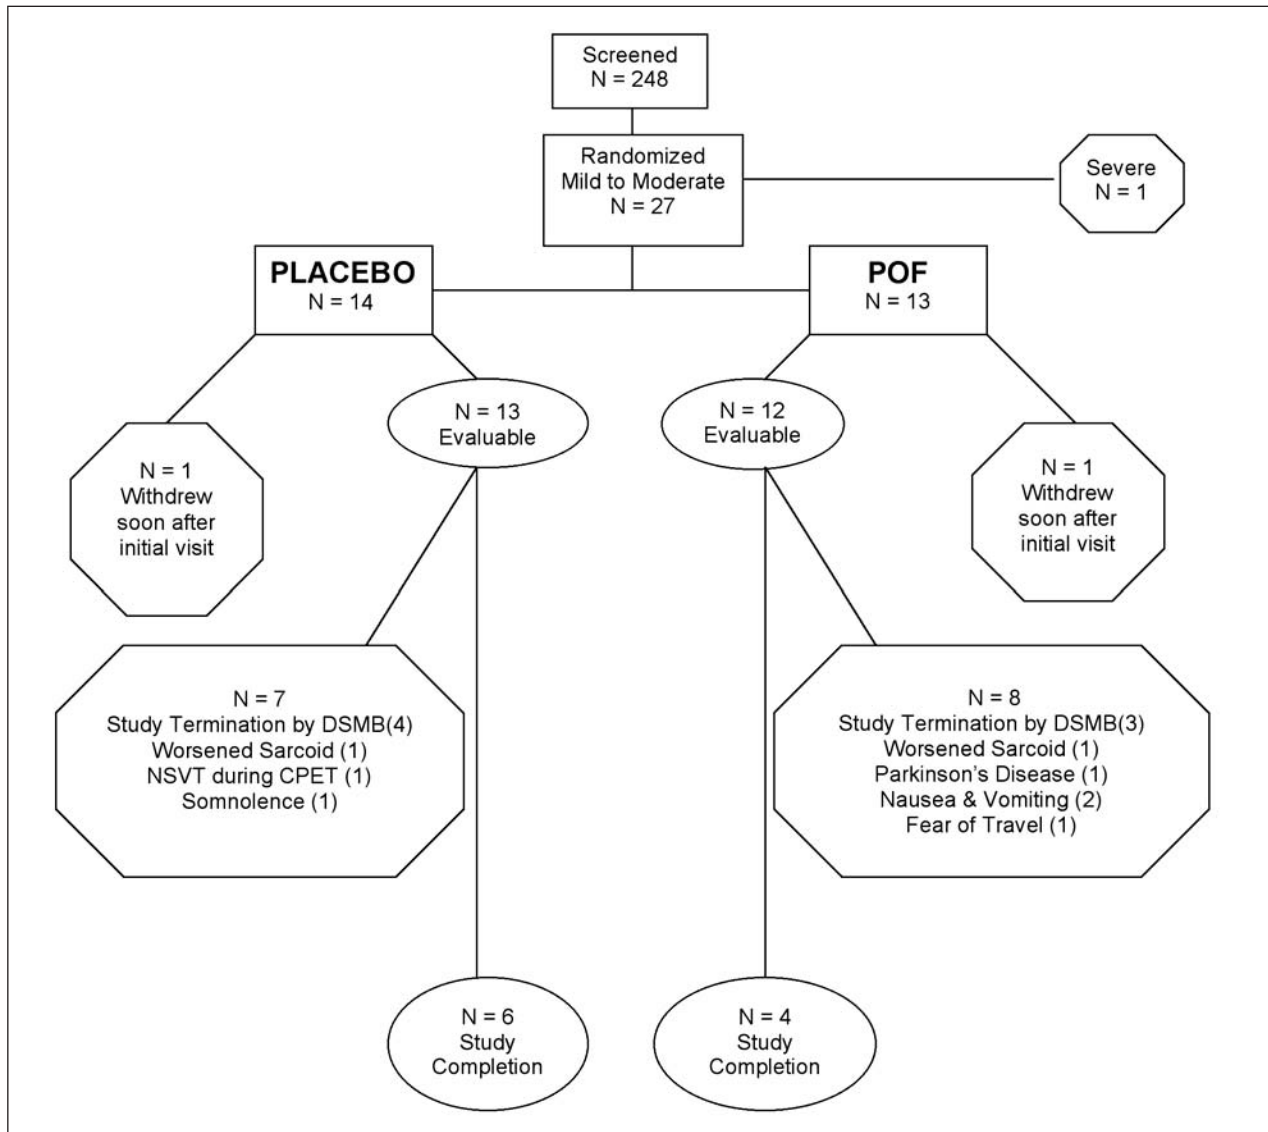 Screened
N = 248
Randomized
Mild to Moderate
N = 27
Severe
N = 1
PLACEBO
N = 14
POF
N = 13
N = 13
Evaluable
N = 12
Evaluable
N = 1
Withdrew
soon after
initial visit
N = 1
Withdrew
soon after
initial visit
N = 7
Study Termination by DSMB(4)
Worsened Sarcoid (1)
NSVT during CPET (1)
Somnolence (1)
N = 8
Study Termination by DSMB(3)
Worsened Sarcoid (1)
Parkinson's Disease (1)
Nausea & Vomiting (2)
Fear of Travel (1)
N = 6
Study
Completion
N = 4
Study
Completion